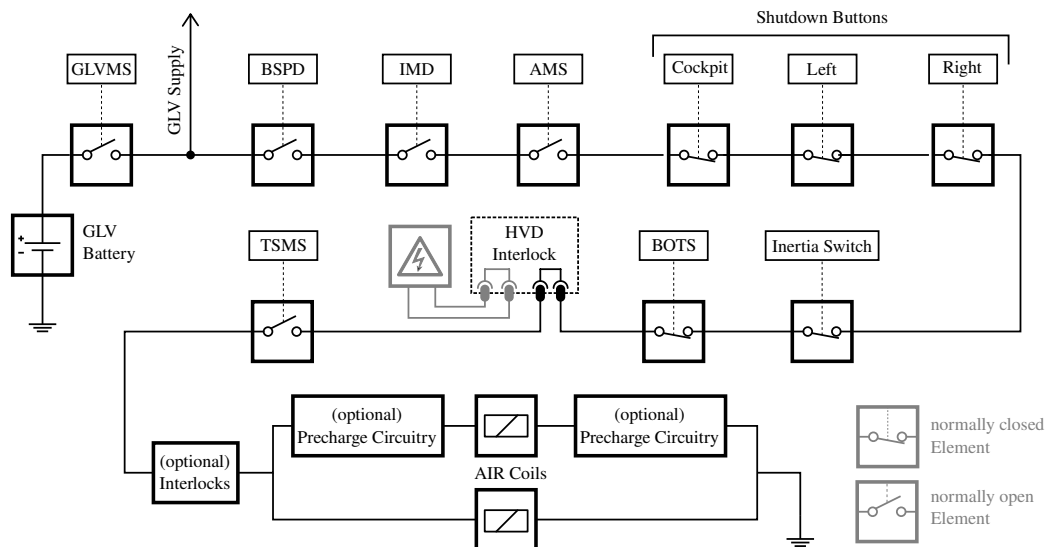 Shutdown Buttons
GLVMS
GLV Supply
BSPD
IMD
AMS
Cockpit
Left
Right
+
-
GLV
Battery
TSMS
HVD
Interlock
BOTS
Inertia Switch
(optional)
Precharge Circuitry
(optional)
Precharge Circuitry
(optional)
Interlocks
AIR Coils
normally closed
Element
normally open
Element